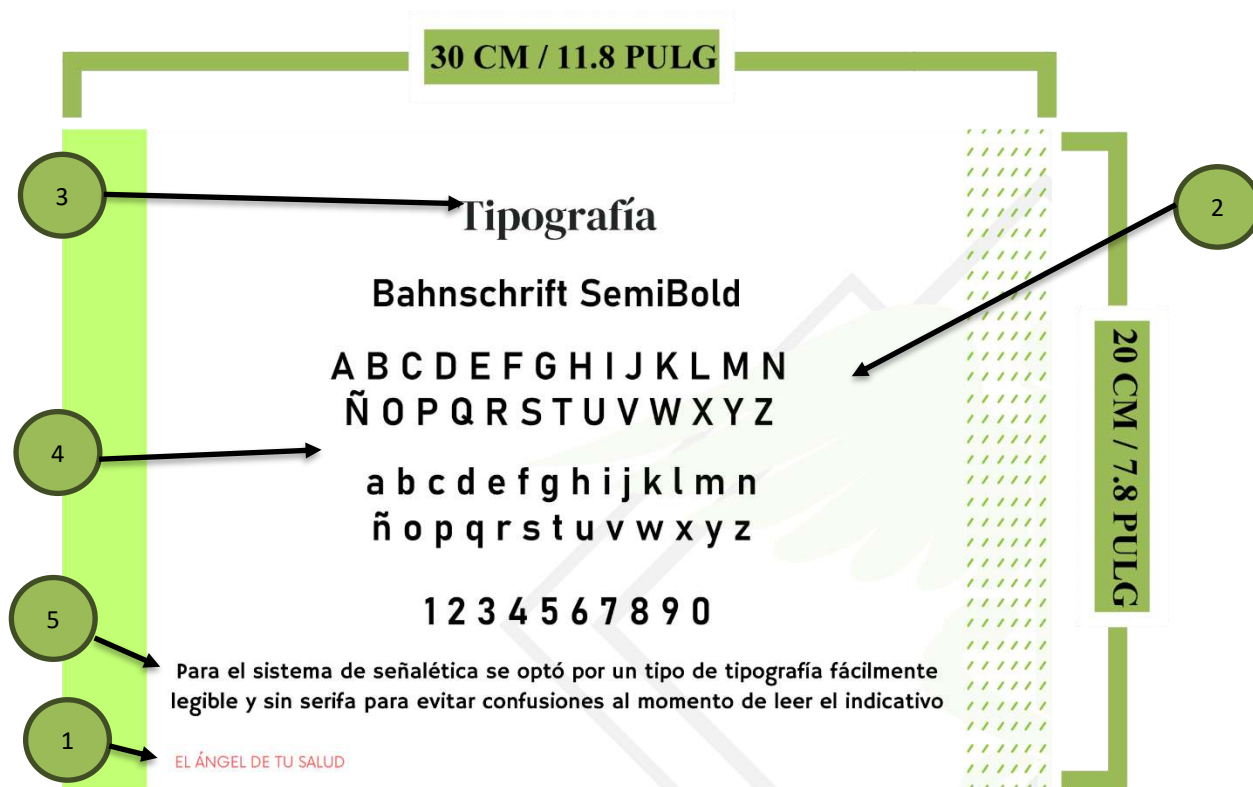 30 CM / 11.8 PULG
3
Tipografía
2
Bahnschrift SemiBold
A B C D E F G H I J K L M N
Ñ O P Q R S T U V W X Y Z
4
a b c d e f g h i j k l m n
ñ o p q r s t u v w x y z
20 CM / 7.8 PULG
1 2 3 4 5 6 7 8 9 0
5
Para el sistema de señalética se optó por un tipo de tipografía fácilmente
legible y sin serifa para evitar confusiones al momento de leer el indicativo
1
EL ÁNGEL DE TU SALUD